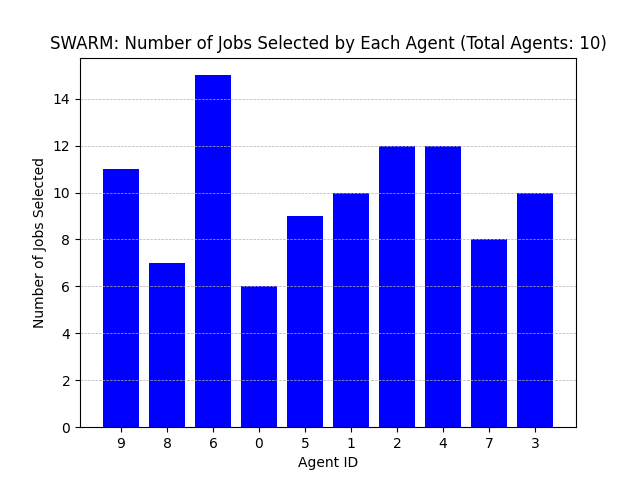 SWARM: Number of Jobs Selected by Each Agent (Total Agents: 10)
Number of Jobs Selected
14
12
10
8
6
4
2
0
9 8 6 0 5 1 2 4 7 3
Agent ID